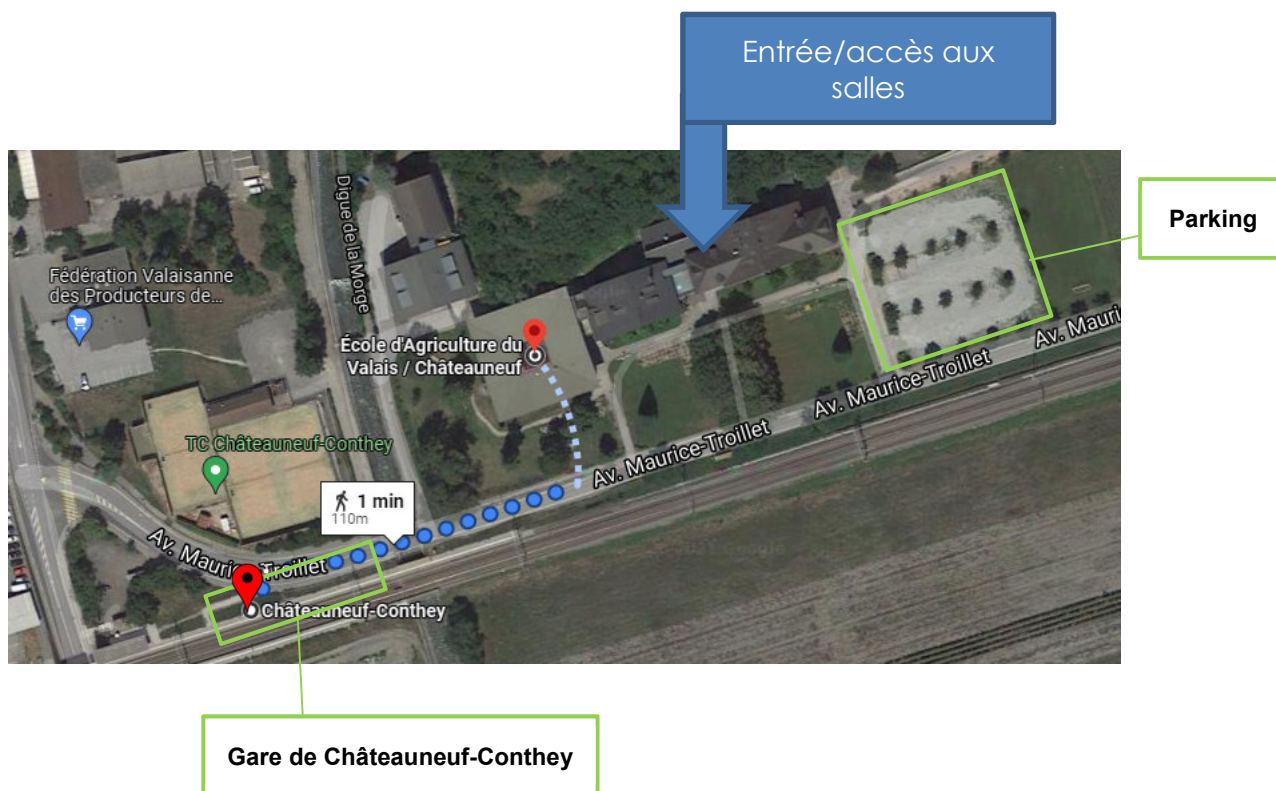 Entrée/accès aux
salles
Parking
Digue de la Morge
Fédération Valaisanne
des Producteurs de...
École d'Agriculture du
Valais / Châteauneuf
Av. Mauri
Av. Maurice-Troillet
Av. Maurice-Troillet
TC Châteauneuf-Conthey
1 min
110m
Av. Maurice-Troillet
Châteauneuf-Conthey
Gare de Châteauneuf-Conthey